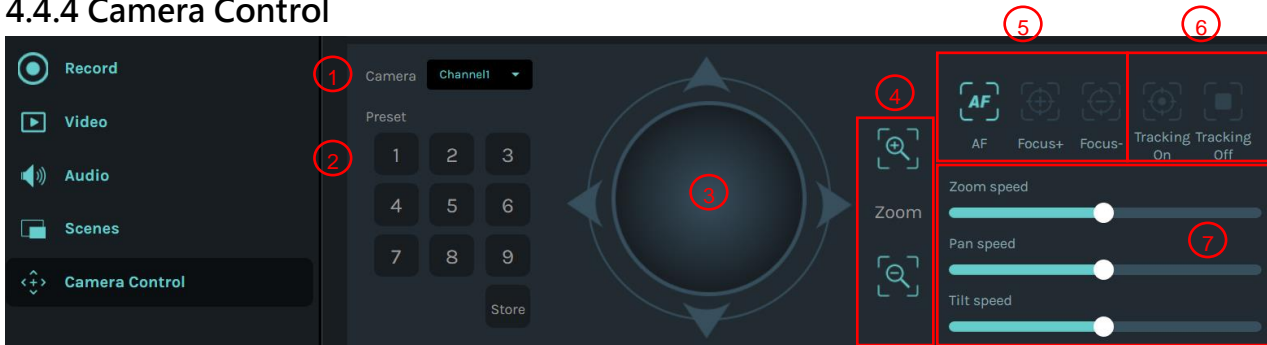 4.4.4 Camera Control
5
6
Record
Video
Audio
Scenes
Camera Control
1
Camera
Channel1
Preset
2
1 2 3
4 5 6
7 8 9
Store
3
4
Zoom
AF
AF
Focus+
Focus-
Tracking On
Tracking Off
Zoom speed
Pan speed
7
Tilt speed